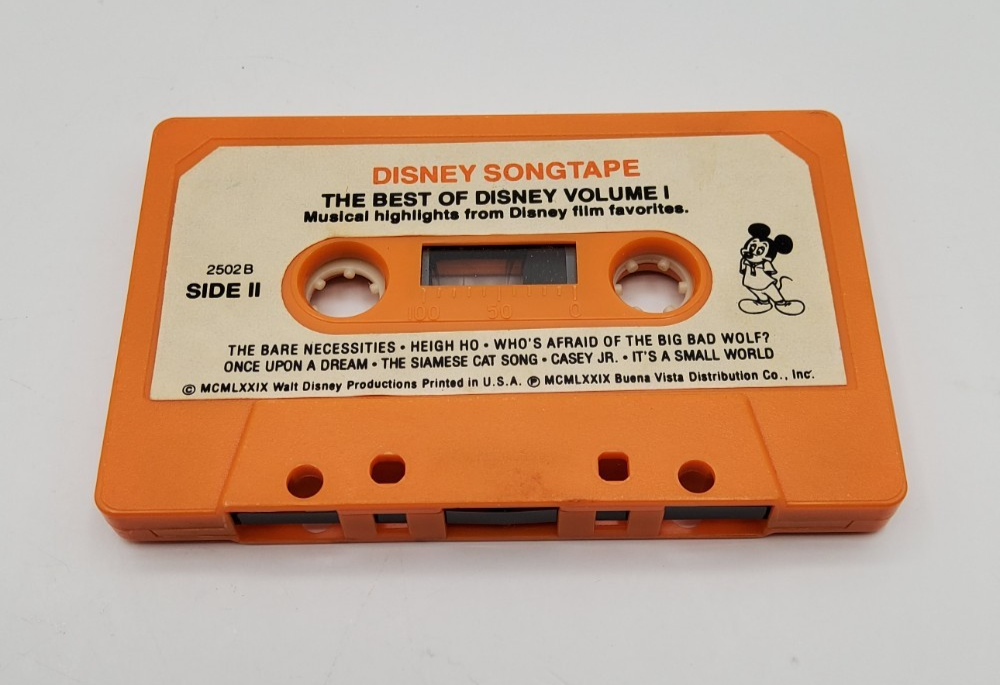 DISNEY SONGTAPE
THE BEST OF DISNEY VOLUME I
Musical highlights from Disney film favorites.
2502 B
SIDE II
100 50 0
THE BARE NECESSITIES • HEIGH HO • WHO'S AFRAID OF THE BIG BAD WOLF?
ONCE UPON A DREAM • THE SIAMESE CAT SONG • CASEY JR. • IT'S A SMALL WORLD
© MCMLXXIX Walt Disney Productions Printed in U.S.A. ℗ MCMLXXIX Buena Vista Distribution Co., Inc.